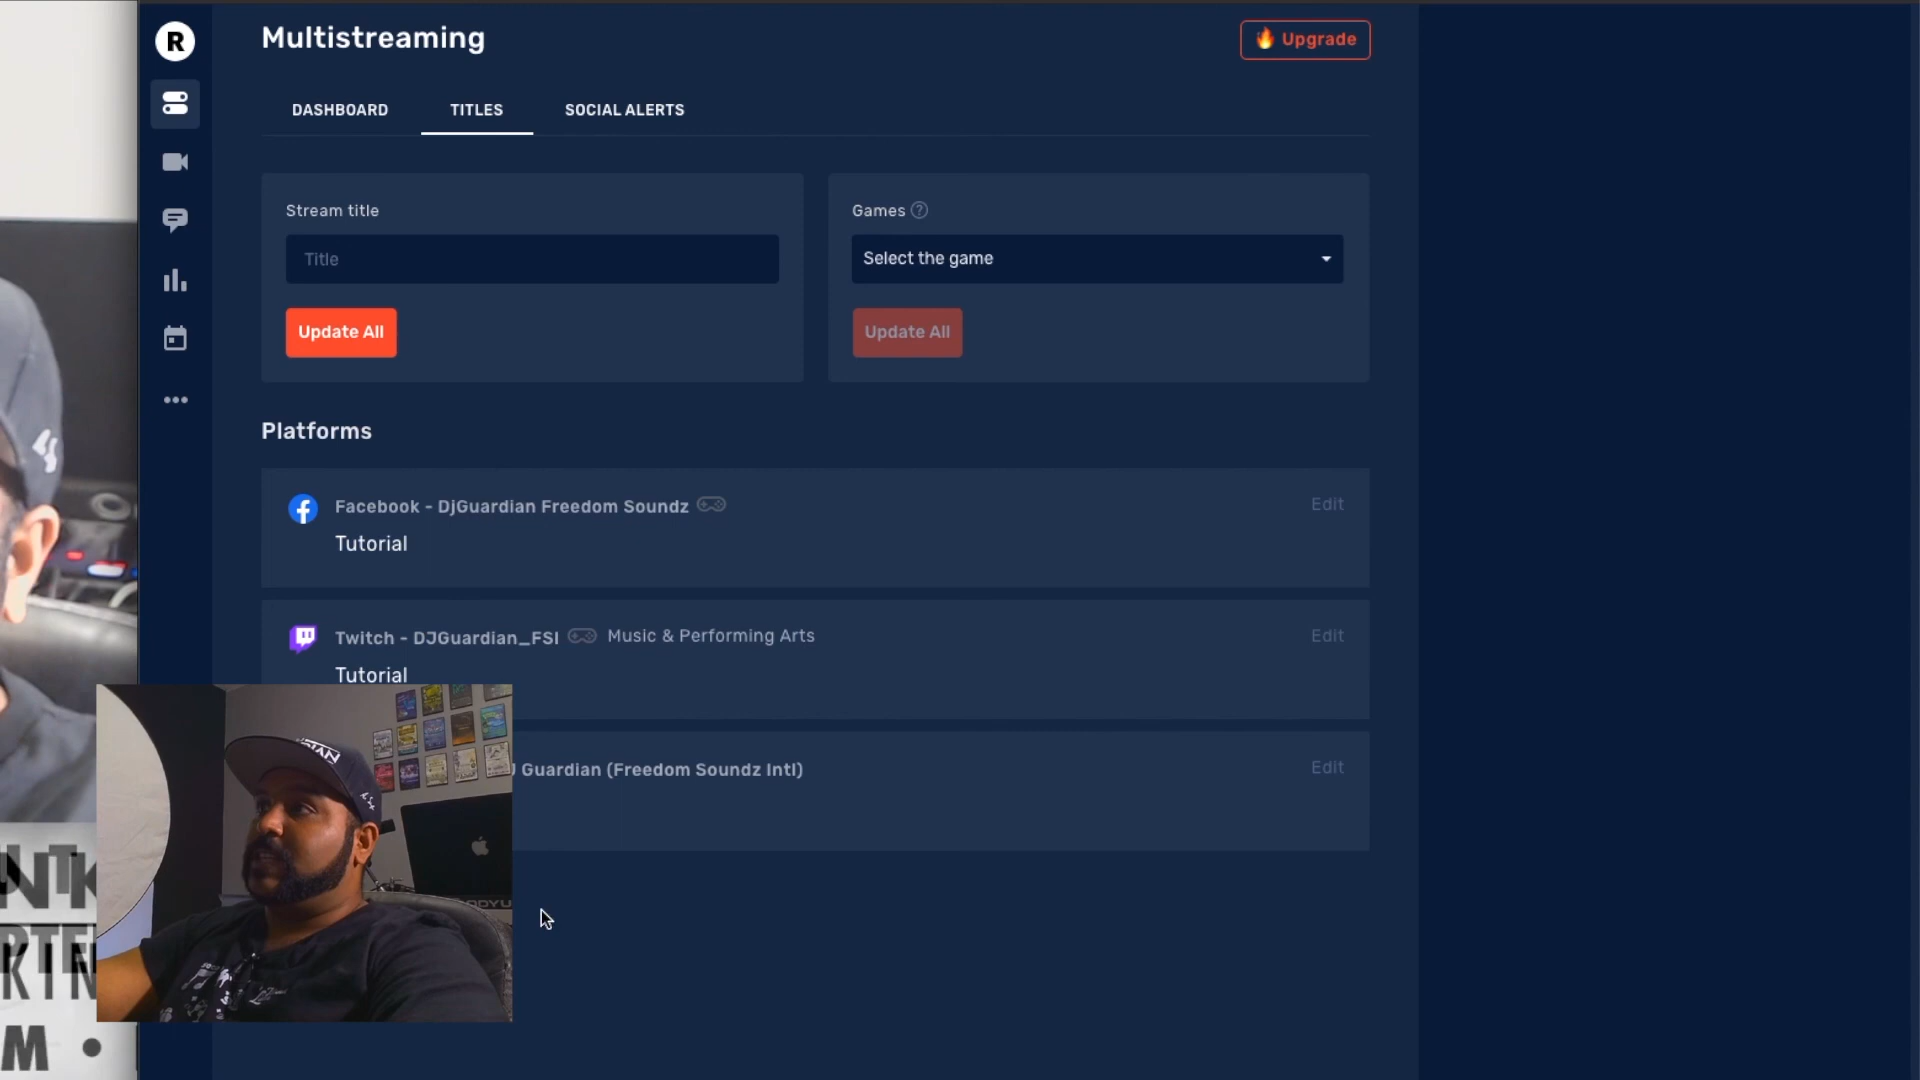 R
Multistreaming
Upgrade
DASHBOARD
TITLES
SOCIAL ALERTS
Stream title
Games ?
Title
Select the game
Update All
Update All
Platforms
Facebook - DjGuardian Freedom Soundz
Edit
Tutorial
Twitch - DJGuardian_FSI
Music & Performing Arts
Edit
Tutorial
Guardian (Freedom Soundz Intl)
Edit